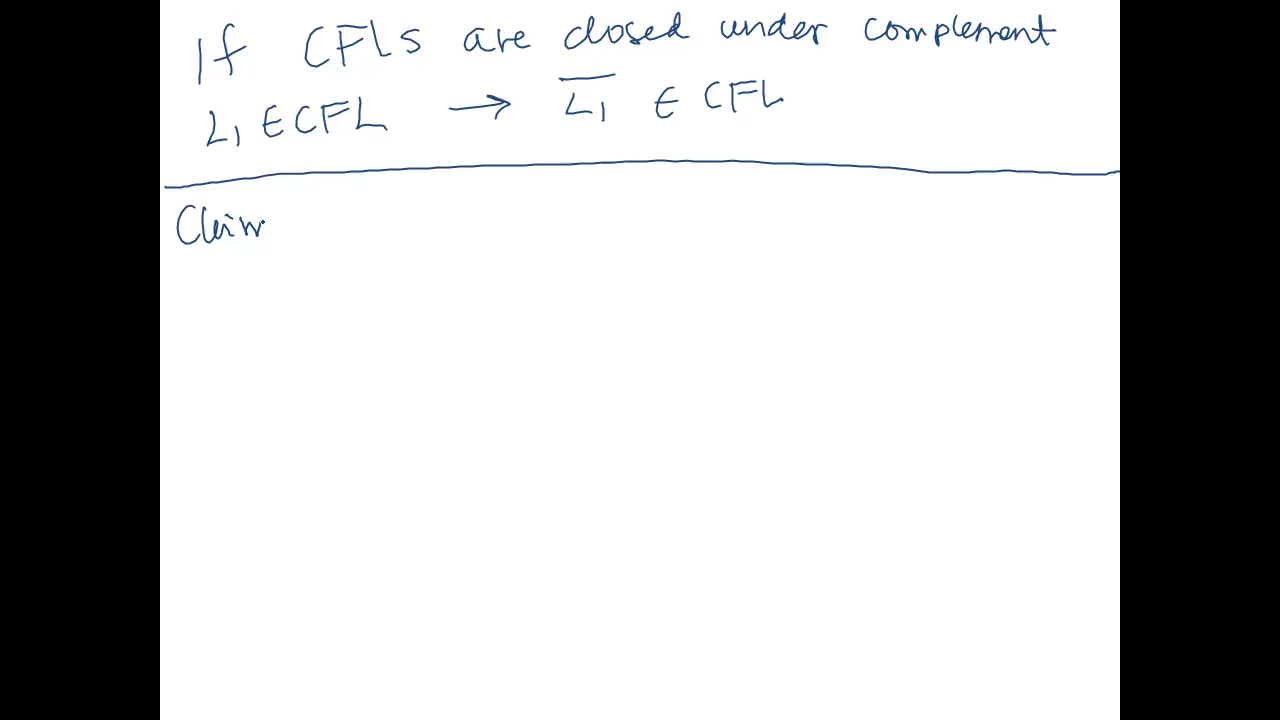 If CFLs are closed under complement
L₁ ∈ CFL → L̅₁ ∈ CFL
Claim